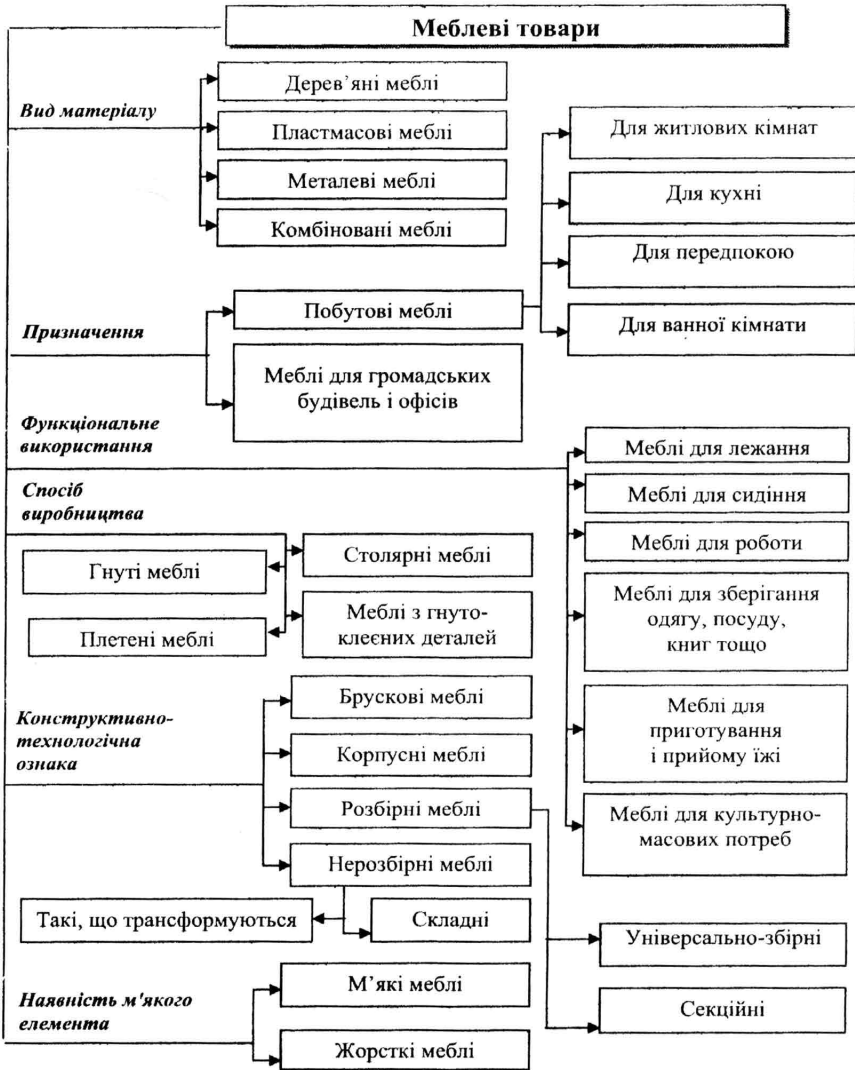 Меблеві товари
Вид матеріалу
Дерев’яні меблі
Пластмасові меблі
Металеві меблі
Комбіновані меблі
Для житлових кімнат
Для кухні
Для передпокою
Для ванної кімнати
Призначення
Побутові меблі
Меблі для громадських
будівель і офісів
Функціональне
використання
Меблі для лежання
Меблі для сидіння
Меблі для роботи
Меблі для зберігання
одягу, посуду,
книг тощо
Меблі для
приготування
і прийому їжі
Меблі для культурно-
масових потреб
Спосіб
виробництва
Гнуті меблі
Столярні меблі
Плетені меблі
Меблі з гнуто-
клеєних деталей
Конструктивно-
технологічна
ознака
Брускові меблі
Корпусні меблі
Розбірні меблі
Нерозбірні меблі
Такі, що трансформуються
Складні
Універсально-збірні
Секційні
Наявність м'якого
елемента
М’які меблі
Жорсткі меблі